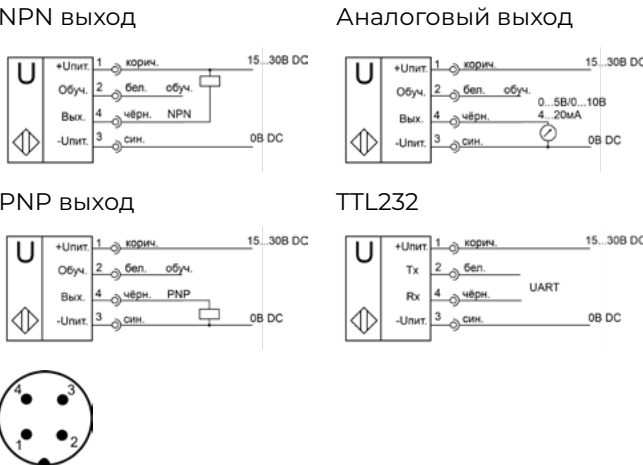 NPN выход
U
+Uпит. 1 корич. 15...30В DC
Обуч. 2 бел. обуч.
Вых. 4 чёрн. NPN
-Uпит. 3 син. 0В DC
Аналоговый выход
U
+Uпит. 1 корич. 15...30В DC
Обуч. 2 бел. обуч.
0...5В/0...10В
Вых. 4 чёрн. 4...20мА
-Uпит. 3 син. 0В DC
PNP выход
U
+Uпит. 1 корич. 15...30В DC
Обуч. 2 бел. обуч.
Вых. 4 чёрн. PNP
-Uпит. 3 син. 0В DC
TTL232
U
+Uпит. 1 корич. 15...30В DC
Tx 2 бел.
UART
Rx 4 чёрн.
-Uпит. 3 син. 0В DC
4 3
1 2